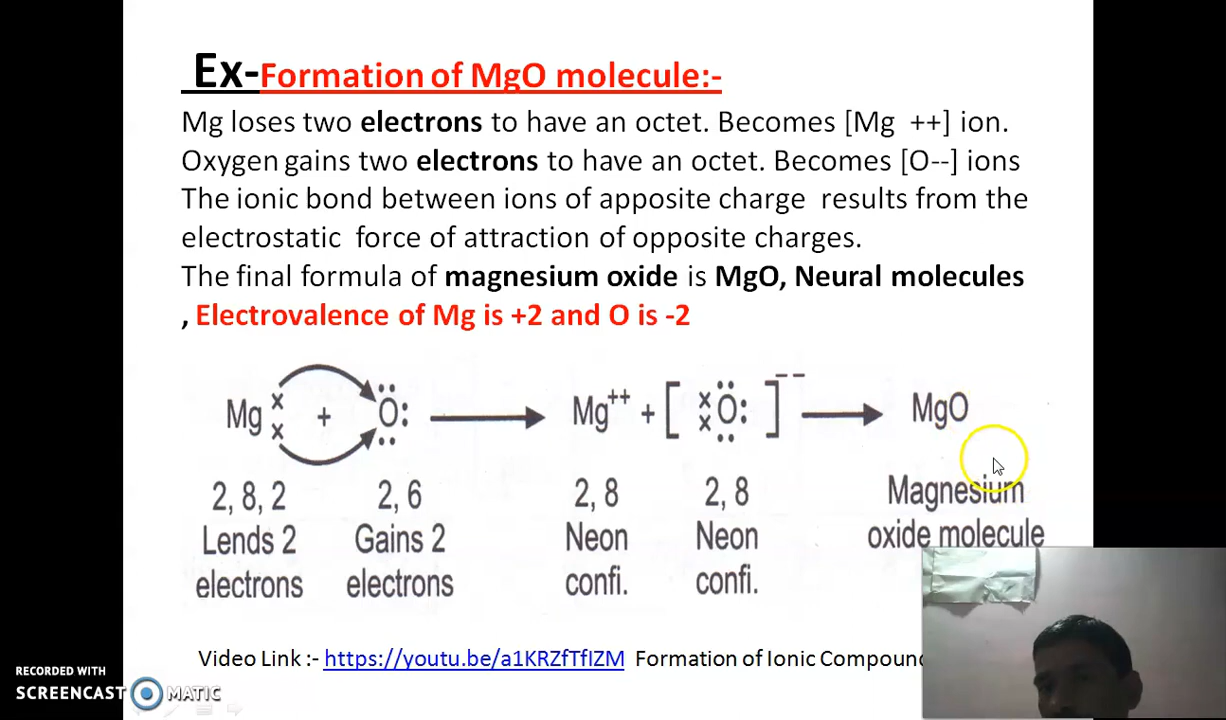 Ex-Formation of MgO molecule:-
Mg loses two electrons to have an octet. Becomes [Mg ++] ion.
Oxygen gains two electrons to have an octet. Becomes [O--] ions
The ionic bond between ions of apposite charge results from the
electrostatic force of attraction of opposite charges.
The final formula of magnesium oxide is MgO, Neural molecules
, Electrovalence of Mg is +2 and O is -2
Mg x x + O → Mg++ + [ x x O ]-- → MgO
2, 8, 2 2, 6 2, 8 2, 8 Magnesium
Lends 2 Gains 2 Neon Neon oxide molecule
electrons electrons confi. confi.
Video Link :- https://youtu.be/a1KRZfTfIZM Formation of Ionic Compound
RECORDED WITH
SCREENCAST MATIC